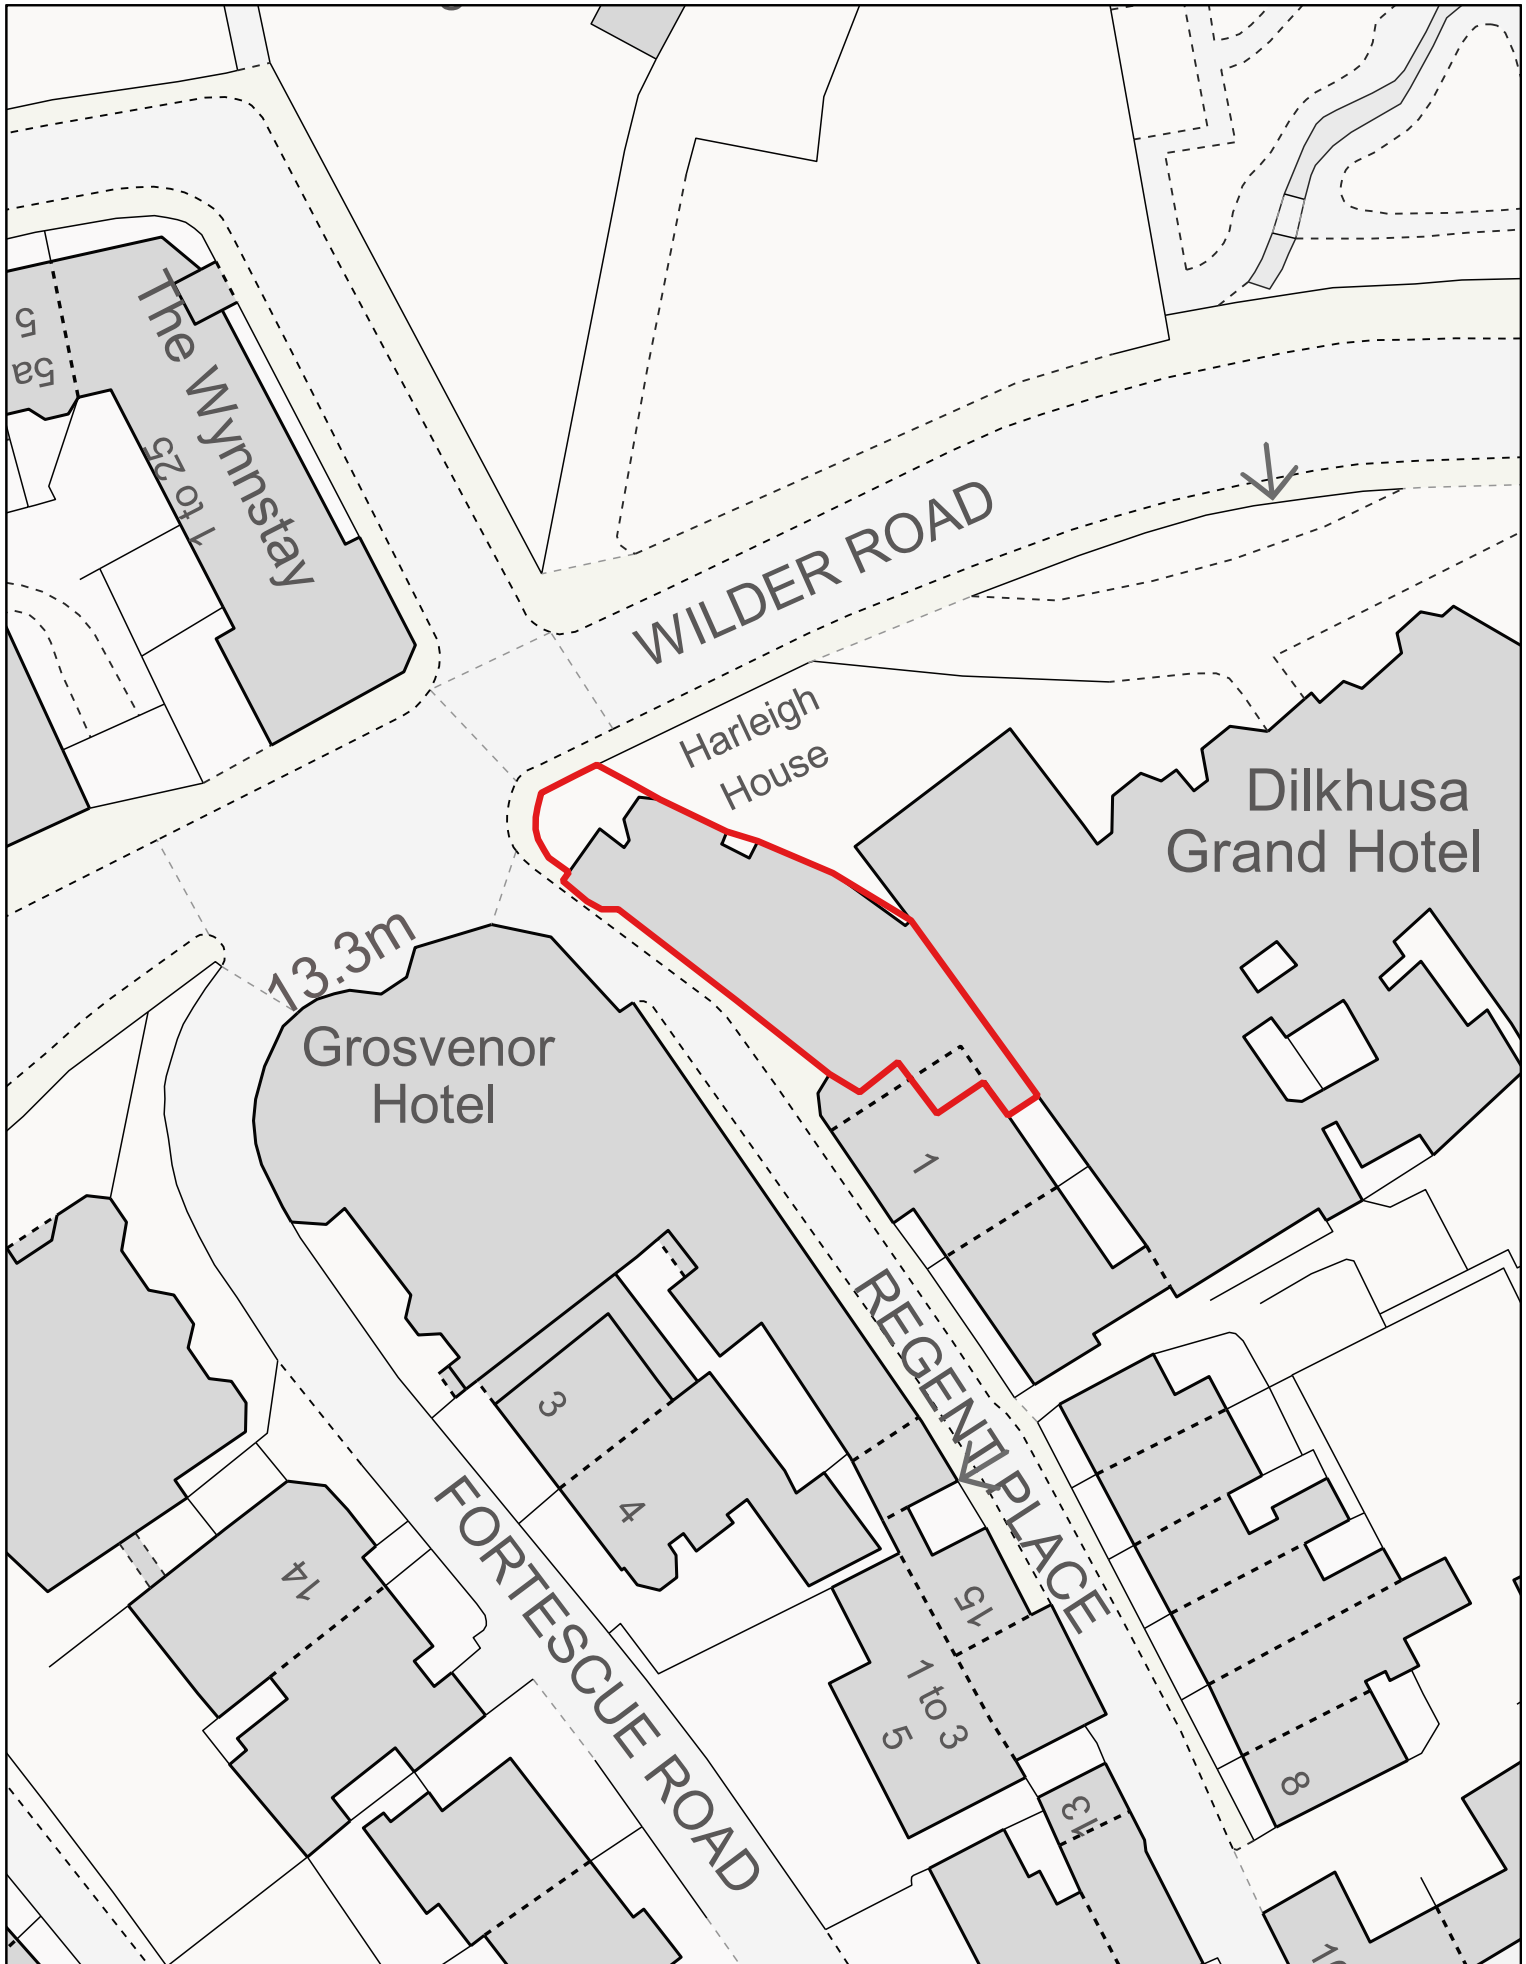 The Wynnstay
1 to 25
5
5a
WILDER ROAD
Harleigh
House
Dilkhusa
Grand Hotel
13.3m
Grosvenor
Hotel
1
REGENT PLACE
3
4
FORTESCUE ROAD
14
15
1 to 3
5
8
13